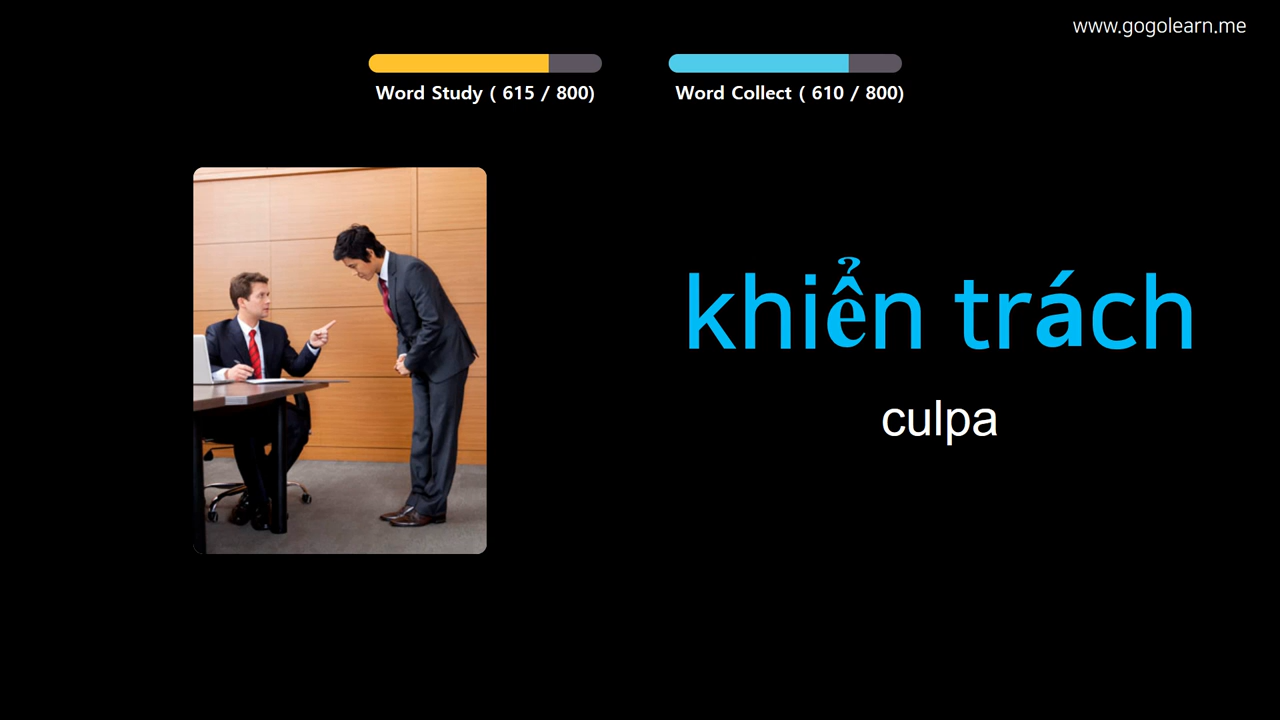 www.gogolearn.me
Word Study ( 615 / 800)
Word Collect ( 610 / 800)
khiển trách
culpa